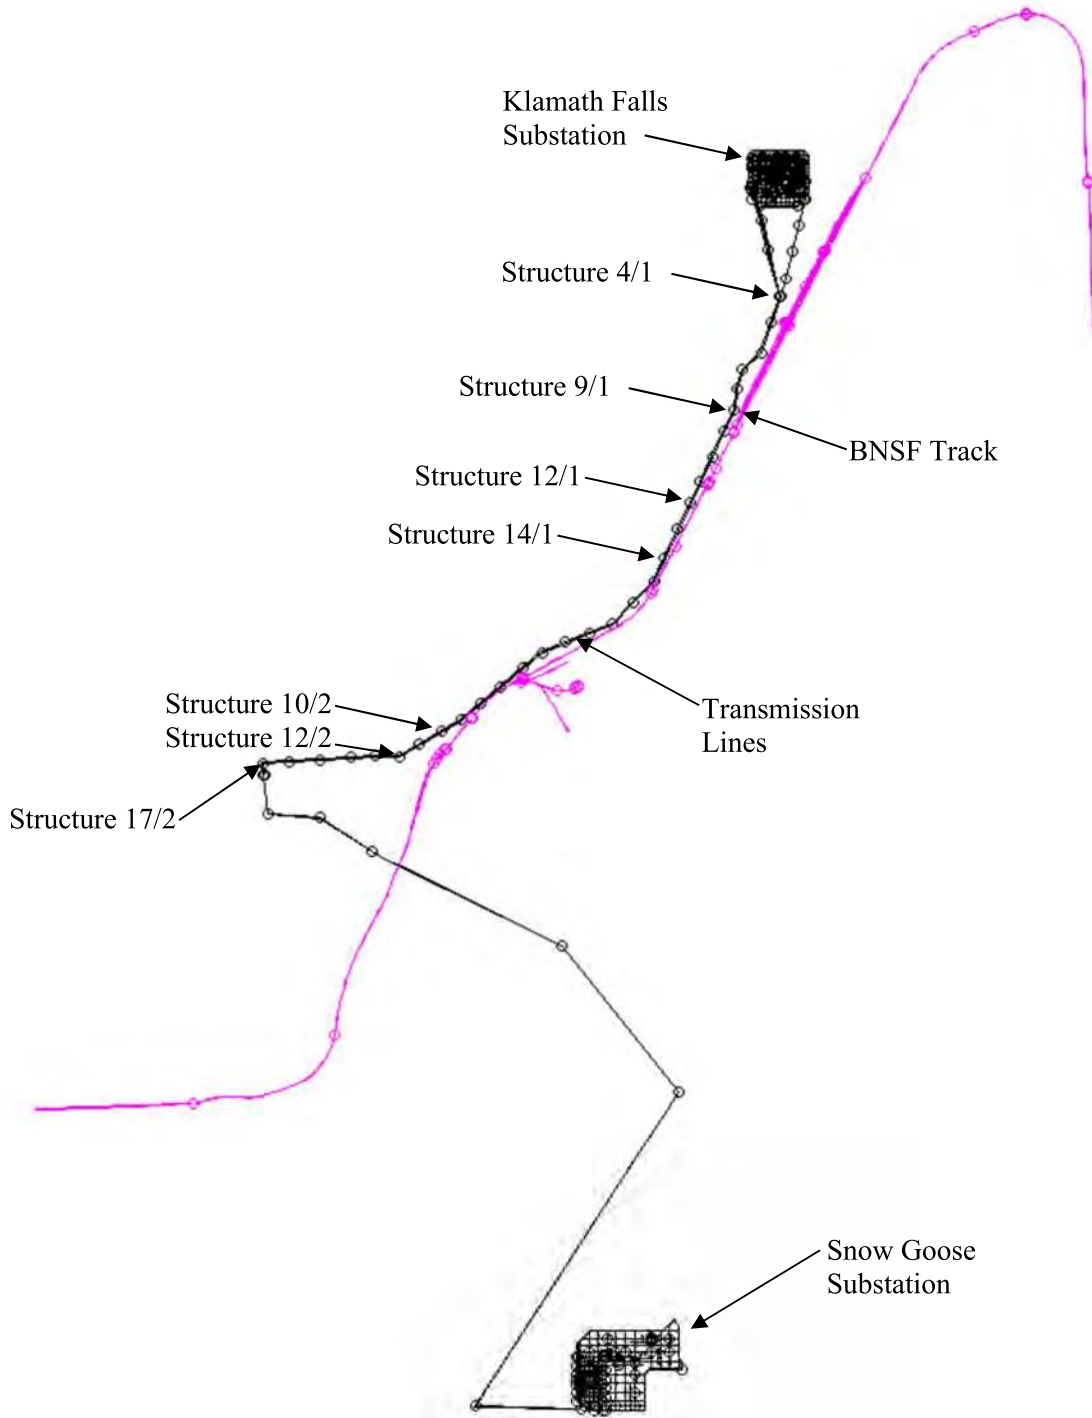 Klamath Falls
Substation
Structure 4/1
Structure 9/1
BNSF Track
Structure 12/1
Structure 14/1
Structure 10/2
Structure 12/2
Transmission
Lines
Structure 17/2
Snow Goose
Substation